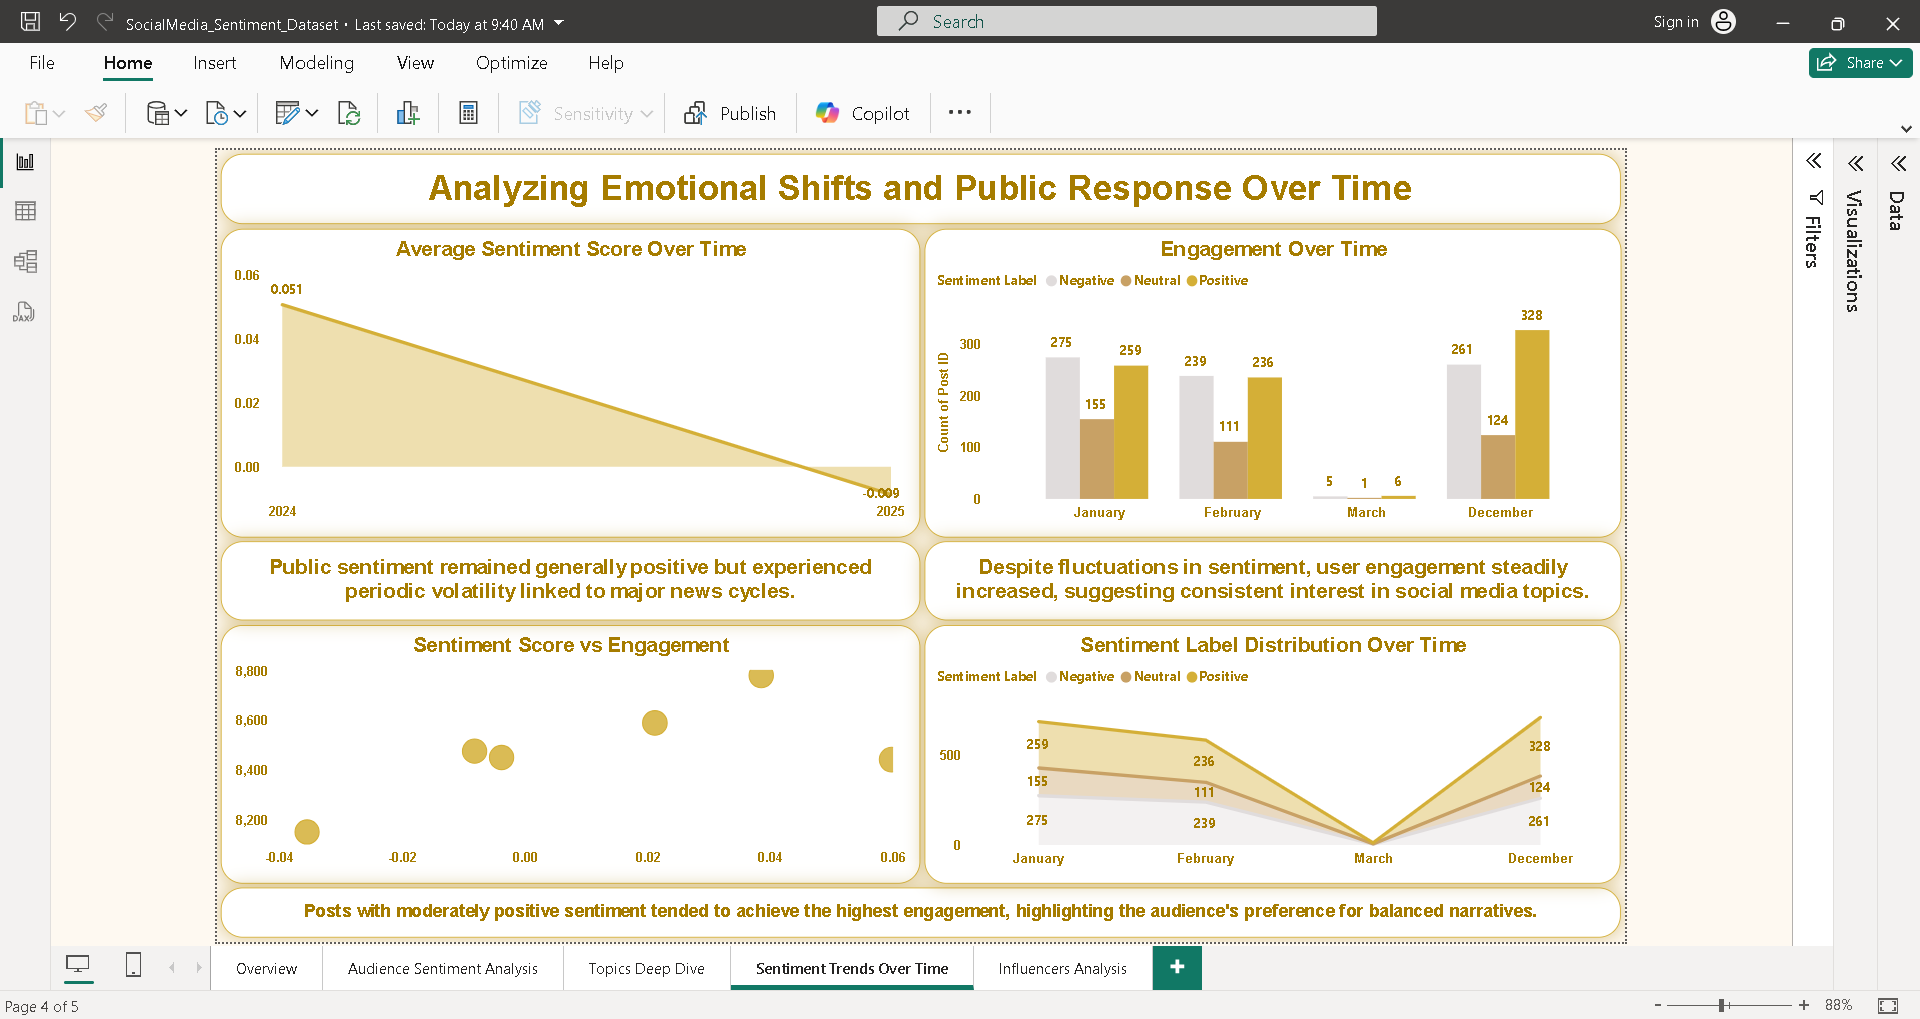 SocialMedia_Sentiment_Dataset • Last saved: Today at 9:40 AM
Search
Sign in
File
Home
Insert
Modeling
View
Optimize
Help
Share
Sensitivity
Publish
Copilot
DAX
Analyzing Emotional Shifts and Public Response Over Time
Average Sentiment Score Over Time
0.06
0.051
0.04
0.02
0.00
-0.009
2024
2025
Engagement Over Time
Sentiment Label Negative Neutral Positive
Count of Post ID
300
200
100
0
275
155
259
239
111
236
5
1
6
261
124
328
January
February
March
December
Public sentiment remained generally positive but experienced
periodic volatility linked to major news cycles.
Despite fluctuations in sentiment, user engagement steadily
increased, suggesting consistent interest in social media topics.
Sentiment Score vs Engagement
8,800
8,600
8,400
8,200
-0.04
-0.02
0.00
0.02
0.04
0.06
Sentiment Label Distribution Over Time
Sentiment Label Negative Neutral Positive
500
0
259
155
275
236
111
239
328
124
261
January
February
March
December
Posts with moderately positive sentiment tended to achieve the highest engagement, highlighting the audience's preference for balanced narratives.
Filters
Visualizations
Data
Overview
Audience Sentiment Analysis
Topics Deep Dive
Sentiment Trends Over Time
Influencers Analysis
Page 4 of 5
88%